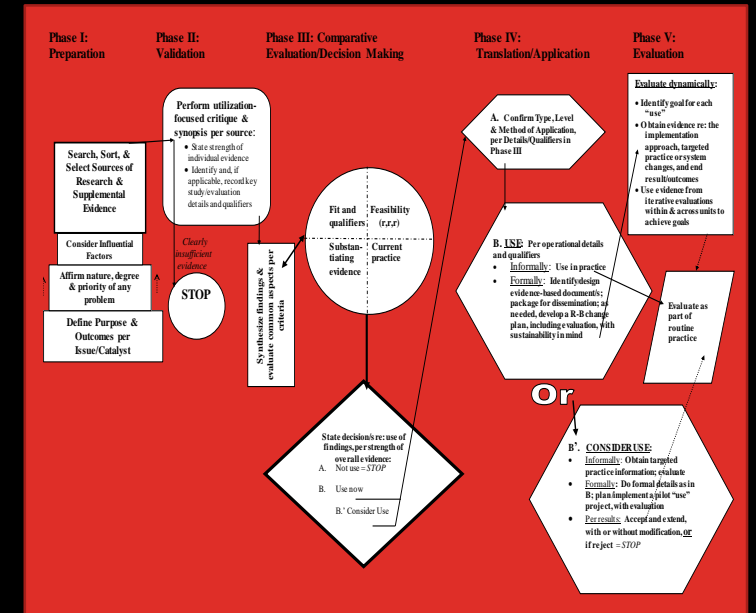 Phase I:
Preparation
Phase II:
Validation
Phase III: Comparative
Evaluation/Decision Making
Phase IV:
Translation/Application
Phase V:
Evaluation
Search, Sort, &
Select Sources of
Research &
Supplemental
Evidence
Consider Influential
Factors
Affirm nature, degree
& priority of any
problem
Define Purpose &
Outcomes per
Issue/Catalyst
Perform utilization-
focused critique &
synopsis per source:
• State strength of
individual evidence
• Identify and, if
applicable, record key
study/evaluation
details and qualifiers
Clearly
insufficient
evidence
STOP
Synthesize findings &
evaluate common aspects per
criteria
Fit and
qualifiers
Feasibility
(r,r,r)
Substan-
tiating
evidence
Current
practice
State decision/s re: use of
findings, per strength of
overall evidence:
A. Not use = STOP
B. Use now
B.' Consider Use
A. Confirm Type, Level
& Method of Application,
per Details/Qualifiers in
Phase III
B. USE: Per operational details
and qualifiers
• Informally: Use in practice
• Formally: Identify/design
evidence-based document/s;
package for dissemination; as
needed, develop a R-B change
plan, including evaluation, with
sustainability in mind
Or
B'. CONSIDER USE:
• Informally: Obtain targeted
practice information; evaluate
• Formally: Do formal details as in
B; plan/implement a pilot "use"
project, with evaluation
• Per results: Accept and extend,
with or without modification, or
if reject = STOP
Evaluate dynamically:
• Identify goal for each
"use"
• Obtain evidence re: the
implementation
approach, targeted
practice or system
changes, and end
result/outcomes
• Use evidence from
iterative evaluations
within & across units to
achieve goals
Evaluate as
part of
routine
practice